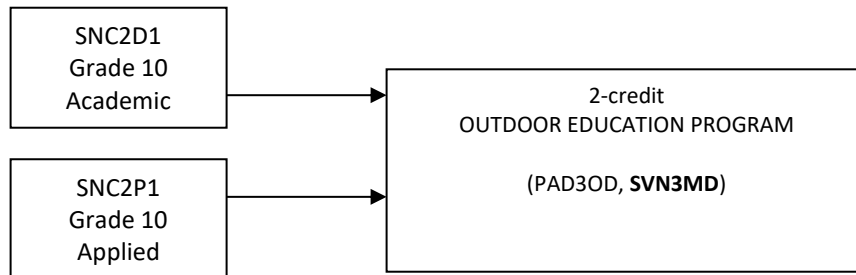 SNC2D1
Grade 10
Academic
SNC2P1
Grade 10
Applied
2-credit
OUTDOOR EDUCATION PROGRAM
(PAD3OD, SVN3MD)